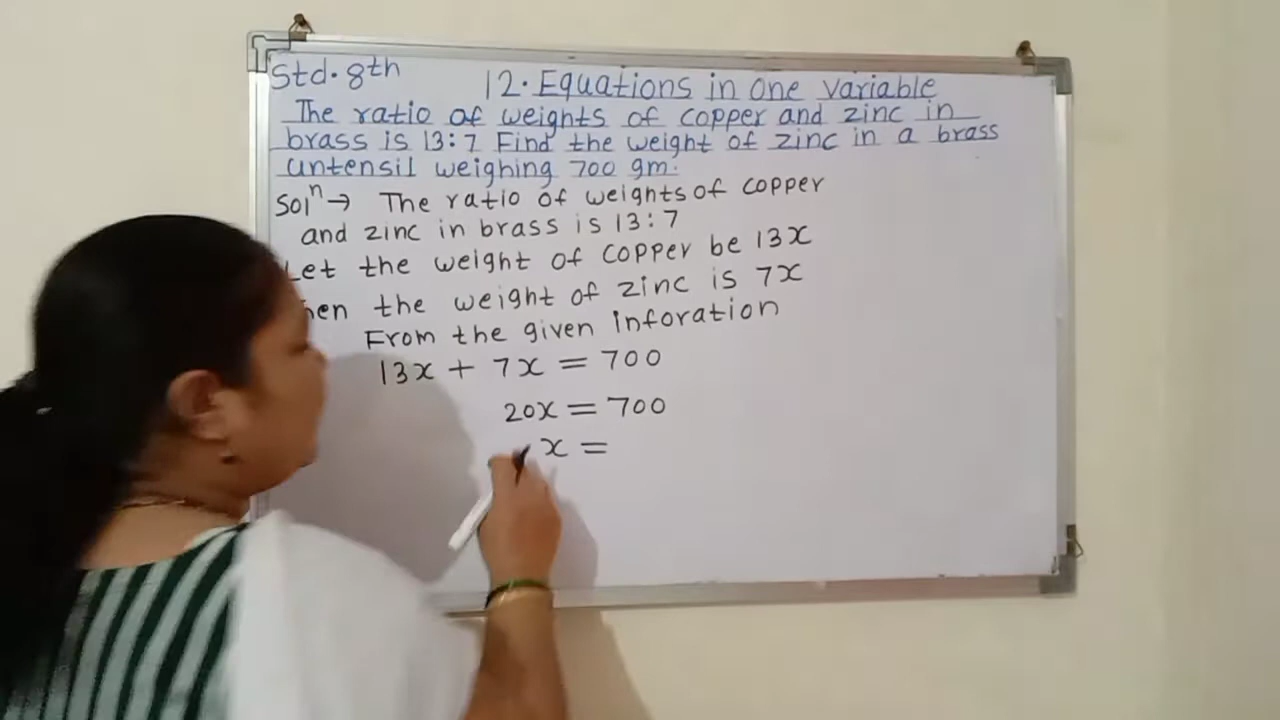 Std. 8th 12. Equations in one variable
The ratio of weights of copper and zinc in
brass is 13:7 Find the weight of zinc in a brass
untensil weighing 700 gm.
Solⁿ → The ratio of weights of copper
and zinc in brass is 13:7
Let the weight of copper be 13x
the weight of zinc is 7x
From the given inforation
13x + 7x = 700
20x = 700
x =